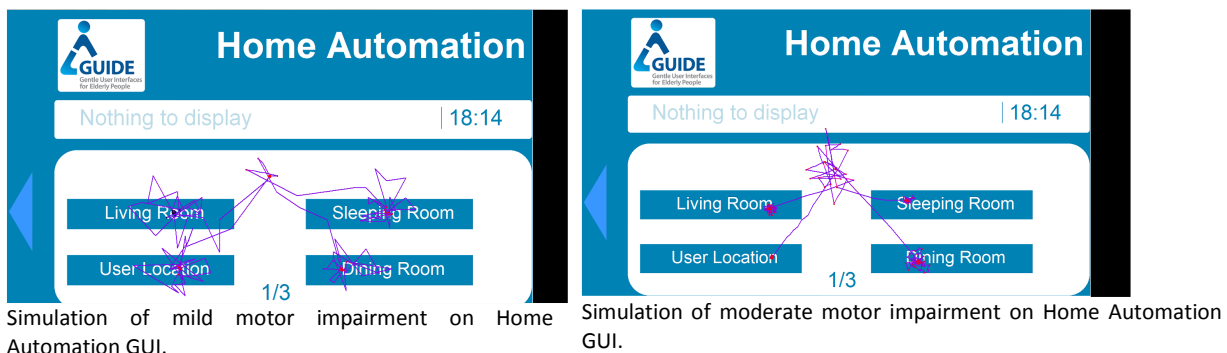 Home Automation
GUIDE
Gentle User Interfaces
for Elderly People
Nothing to display
18:14
Living Room
Sleeping Room
User Location
Dining Room
1/3
Simulation of mild motor impairment on Home
Automation GUI.
Home Automation
GUIDE
Gentle User Interfaces
for Elderly People
Nothing to display
18:14
Living Room
Sleeping Room
User Location
Dining Room
1/3
Simulation of moderate motor impairment on Home Automation
GUI.